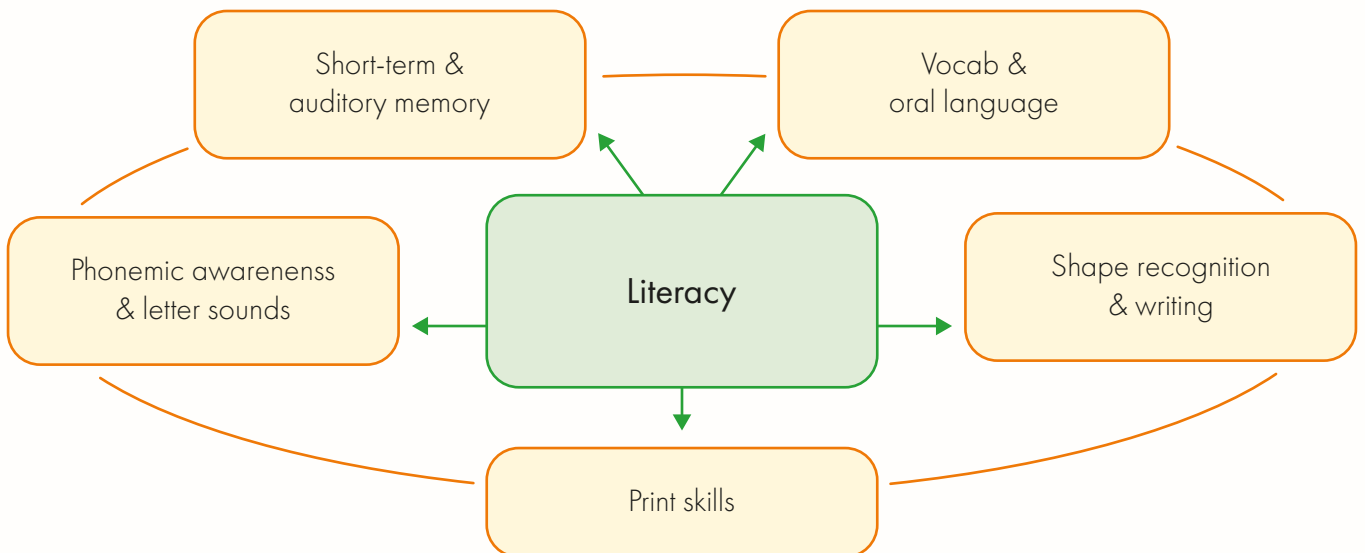 Short-term &
auditory memory
Vocab &
oral language
Phonemic awarenenss
& letter sounds
Literacy
Shape recognition
& writing
Print skills